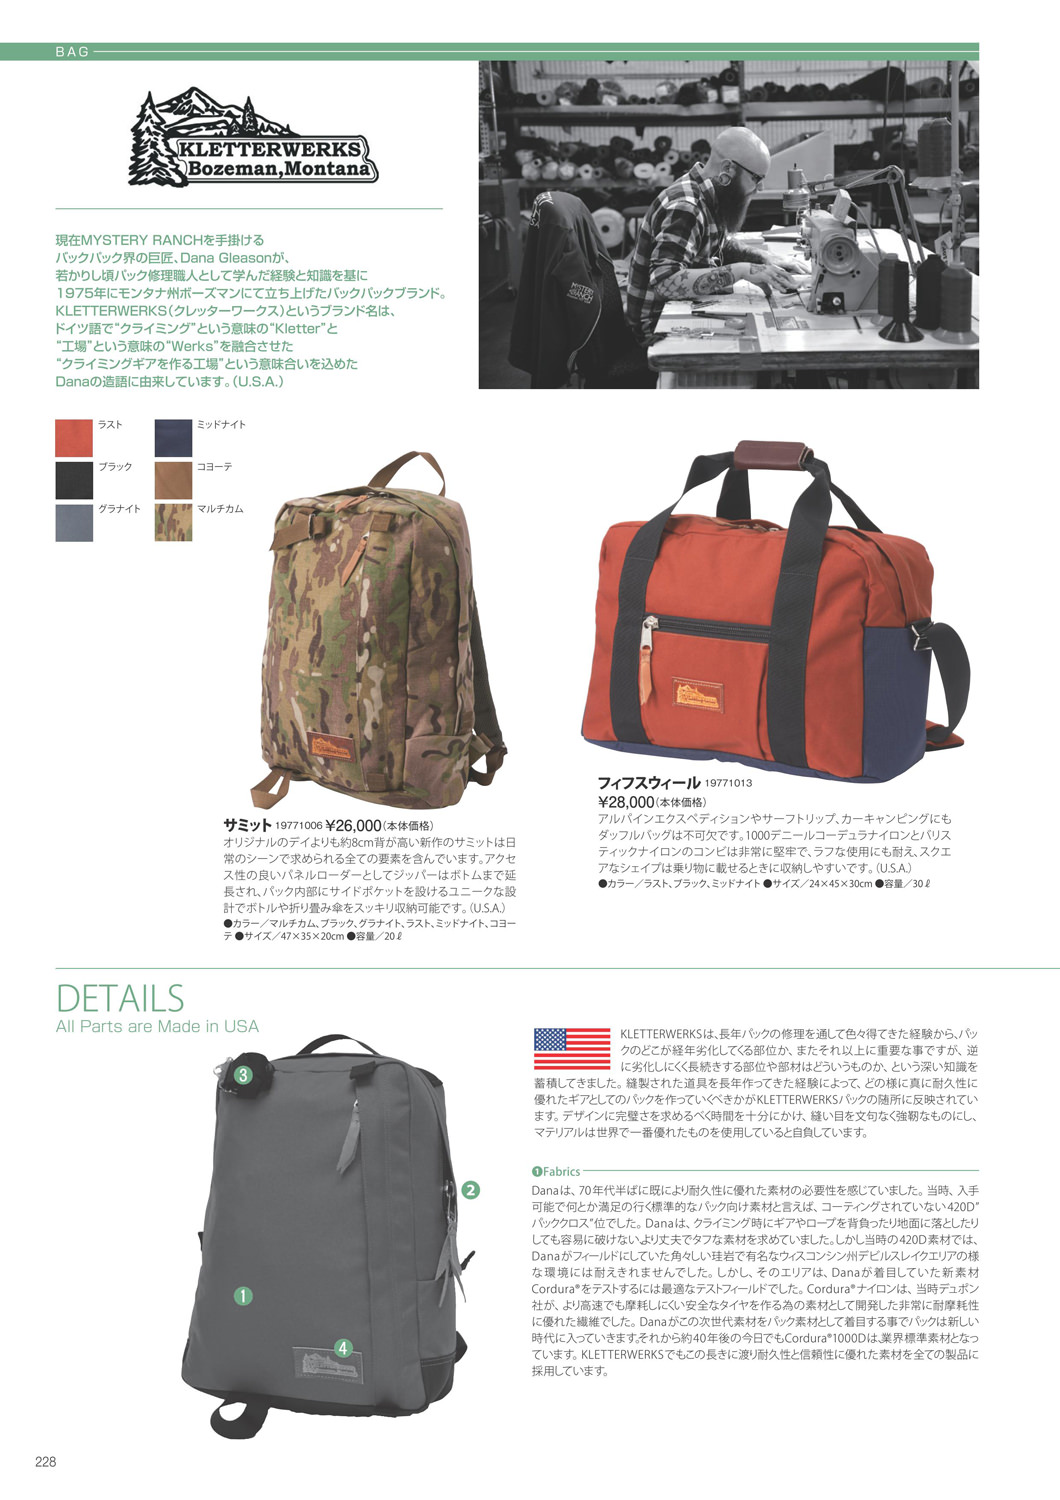 BAG
KLETTERWERKS
Bozeman,Montana
現在MYSTERY RANCHを手掛ける
バックパック界の巨匠、Dana Gleasonが、
若かりし頃パック修理職人として学んだ経験と知識を基に
1975年にモンタナ州ボーズマンにて立ち上げたバックパックブランド。
KLETTERWERKS（クレッターワークス）というブランド名は、
ドイツ語で“クライミング”という意味の“Kletter”と
“工場”という意味の“Werks”を融合させた
“クライミングギアを作る工場”という意味合いを込めた
Danaの造語に由来しています。（U.S.A.）
MYSTERY
RANCH
ラスト
ミッドナイト
ブラック
コヨーテ
グラナイト
マルチカム
サミット 19771006 ¥26,000（本体価格）
オリジナルのデイよりも約8cm背が高い新作のサミットは日
常のシーンで求められる全ての要素を含んでいます。アクセ
ス性の良いパネルローダーとしてジッパーはボトムまで延
長され、パック内部にサイドポケットを設けるユニークな設
計でボトルや折り畳み傘をスッキリ収納可能です。（U.S.A.）
●カラー／マルチカム、ブラック、グラナイト、ラスト、ミッドナイト、コヨー
テ ●サイズ／47×35×20cm ●容量／20ℓ
フィフスウィール 19771013
¥28,000（本体価格）
アルパインエクスペディションやサーフトリップ、カーキャンピングにも
ダッフルバッグは不可欠です。1000デニールコーデュラナイロンとバリス
ティックナイロンのコンビは非常に堅牢で、ラフな使用にも耐え、スクエ
アなシェイプは乗り物に載せるときに収納しやすいです。（U.S.A.）
●カラー／ラスト、ブラック、ミッドナイト ●サイズ／24×45×30cm ●容量／30ℓ
DETAILS
All Parts are Made in USA
3
2
1
4
KLETTERWERKSは、長年パックの修理を通して色々得てきた経験から、パッ
クのどこが経年劣化してくる部位か、またそれ以上に重要な事ですが、逆
に劣化しにくく長続きする部位や部材はどういうものか、という深い知識を
蓄積してきました。縫製された道具を長年作ってきた経験によって、どの様に真に耐久性に
優れたギアとしてのパックを作っていくべきかがKLETTERWERKSパックの随所に反映されてい
ます。デザインに完璧さを求めるべく時間を十分にかけ、縫い目を文句なく強靭なものにし、
マテリアルは世界で一番優れたものを使用していると自負しています。
❶Fabrics
Danaは、70年代半ばに既により耐久性に優れた素材の必要性を感じていました。当時、入手
可能で何とか満足の行く標準的なパック向け素材と言えば、コーティングされていない420D“
パッククロス”位でした。Danaは、クライミング時にギアやロープを背負ったり地面に落としたり
しても容易に破けないより丈夫でタフな素材を求めていました。しかし当時の420D素材では、
Danaがフィールドにしていた角々しい珪岩で有名なウィスコンシン州デビルスレイクエリアの様
な環境には耐えきれませんでした。しかし、そのエリアは、Danaが着目していた新素材
Cordura®をテストするには最適なテストフィールドでした。Cordura®ナイロンは、当時デュポン
社が、より高速でも摩耗しにくい安全なタイヤを作る為の素材として開発した非常に耐摩耗性
に優れた繊維でした。Danaがこの次世代素材をパック素材として着目する事でパックは新しい
時代に入っていきます。それから約40年後の今日でもCordura®1000Dは、業界標準素材となっ
ています。KLETTERWERKSでもこの長きに渡り耐久性と信頼性に優れた素材を全ての製品に
採用しています。
228